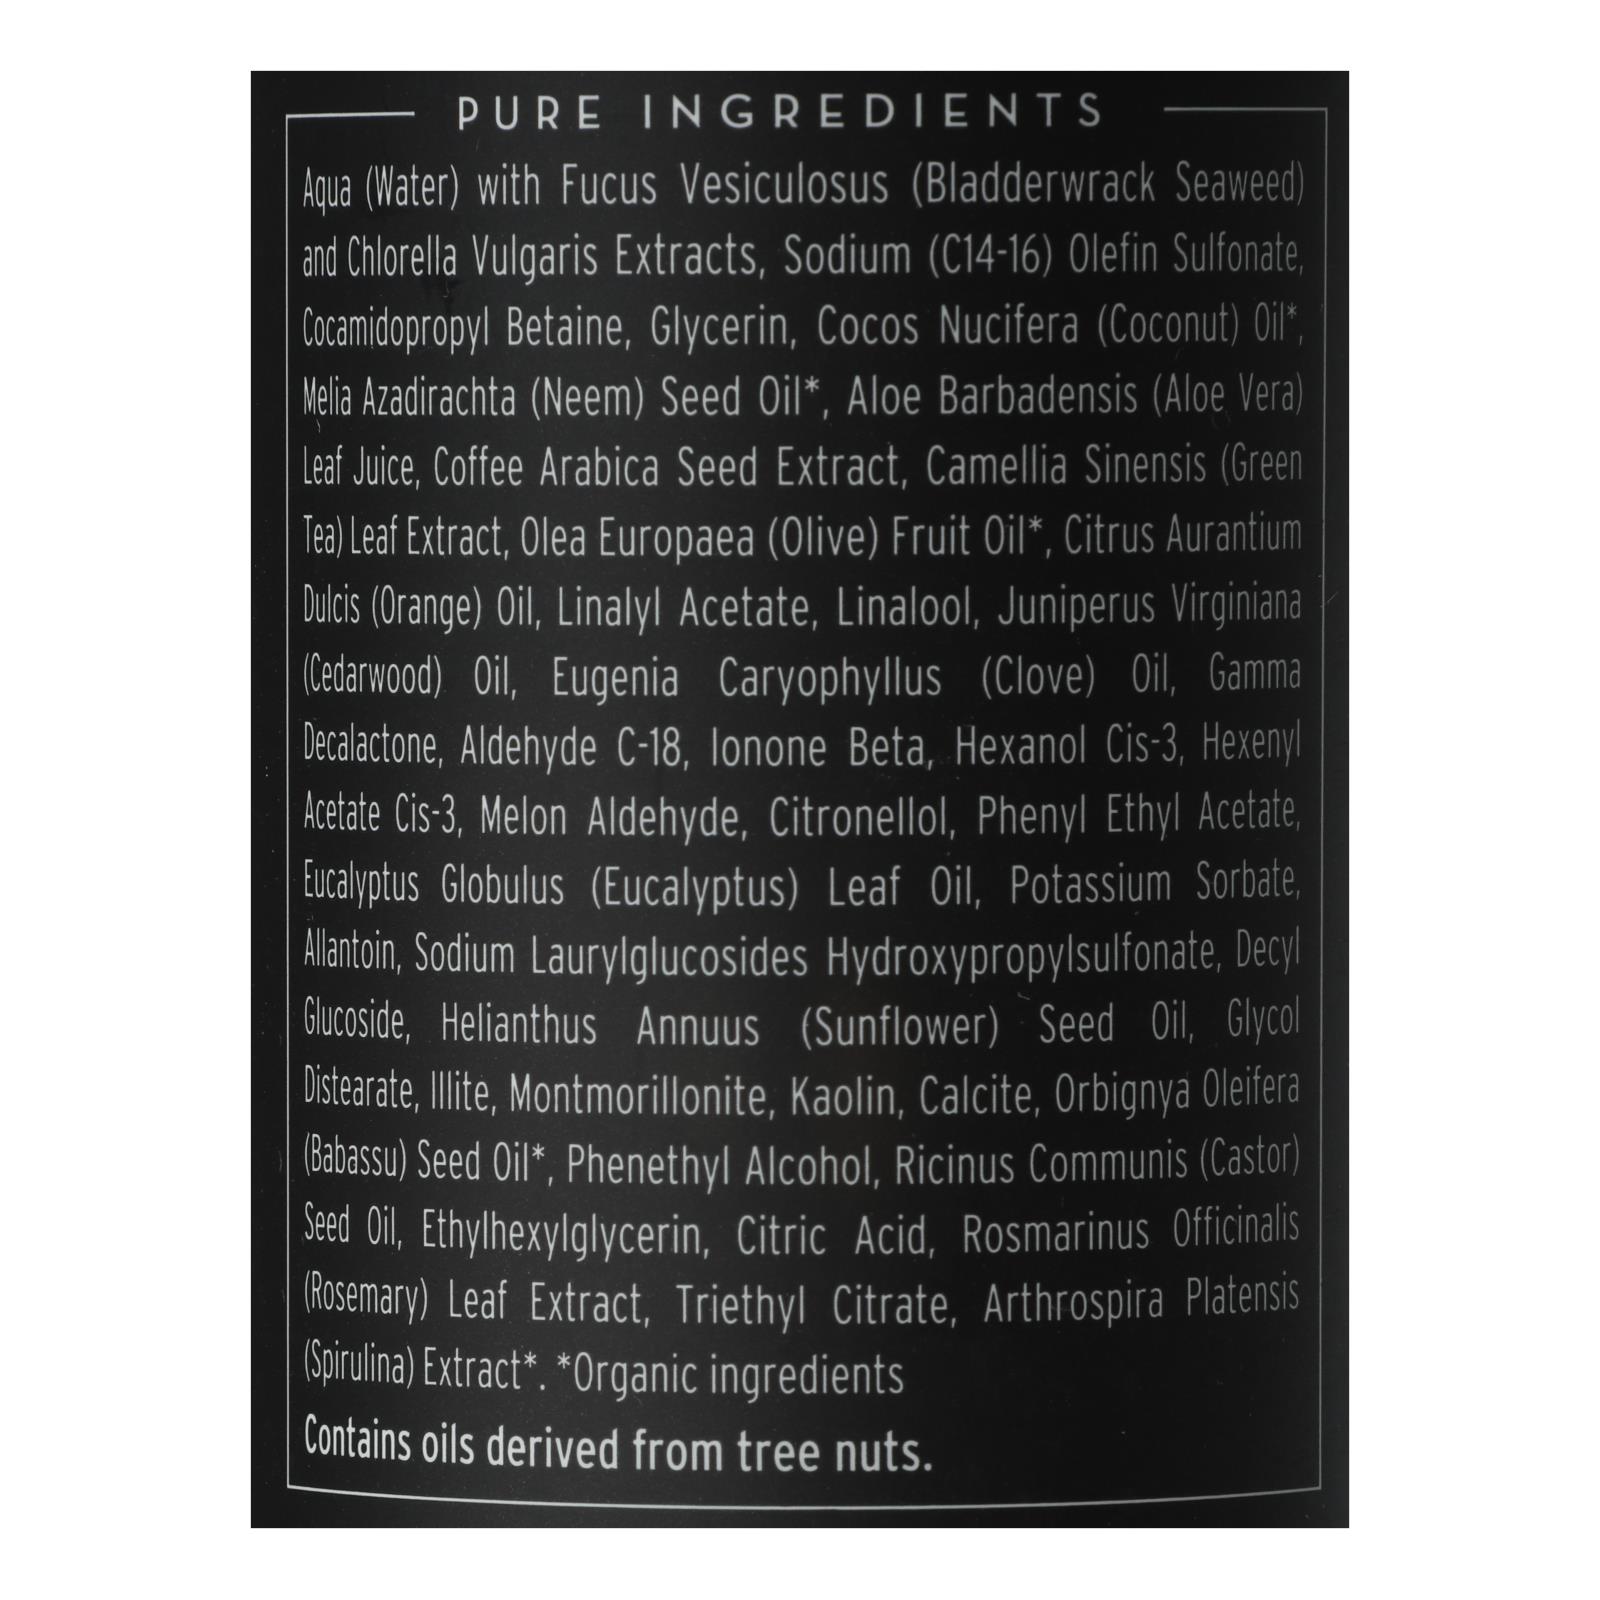 PURE INGREDIENTS
Aqua (Water) with Fucus Vesiculosus (Bladderwrack Seaweed)
and Chlorella Vulgaris Extracts, Sodium (C14-16) Olefin Sulfonate,
Cocamidopropyl Betaine, Glycerin, Cocos Nucifera (Coconut) Oil*,
Melia Azadirachta (Neem) Seed Oil*, Aloe Barbadensis (Aloe Vera)
Leaf Juice, Coffee Arabica Seed Extract, Camellia Sinensis (Green
Tea) Leaf Extract, Olea Europaea (Olive) Fruit Oil*, Citrus Aurantium
Dulcis (Orange) Oil, Linalyl Acetate, Linalool, Juniperus Virginiana
(Cedarwood) Oil, Eugenia Caryophyllus (Clove) Oil, Gamma
Decalactone, Aldehyde C-18, Ionone Beta, Hexanol Cis-3, Hexenyl
Acetate Cis-3, Melon Aldehyde, Citronellol, Phenyl Ethyl Acetate,
Eucalyptus Globulus (Eucalyptus) Leaf Oil, Potassium Sorbate,
Allantoin, Sodium Laurylglucosides Hydroxypropylsulfonate, Decyl
Glucoside, Helianthus Annuus (Sunflower) Seed Oil, Glycol
Distearate, Illite, Montmorillonite, Kaolin, Calcite, Orbignya Oleifera
(Babassu) Seed Oil*, Phenethyl Alcohol, Ricinus Communis (Castor)
Seed Oil, Ethylhexylglycerin, Citric Acid, Rosmarinus Officinalis
(Rosemary) Leaf Extract, Triethyl Citrate, Arthrospira Platensis
(Spirulina) Extract*. *Organic ingredients
Contains oils derived from tree nuts.